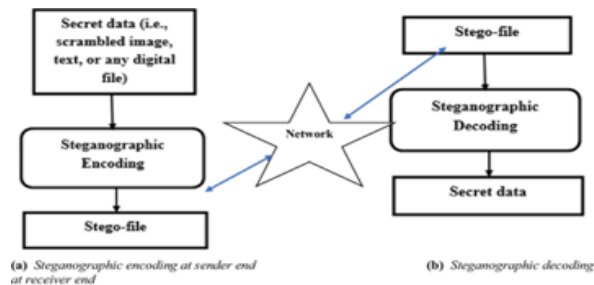 Secret data (i.e.,
scrambled image,
text, or any digital
file)
Steganographic
Encoding
Stego-file
Network
Stego-file
Steganographic
Decoding
Secret data
(a) Steganographic encoding at sender end
at receiver end
(b) Steganographic decoding